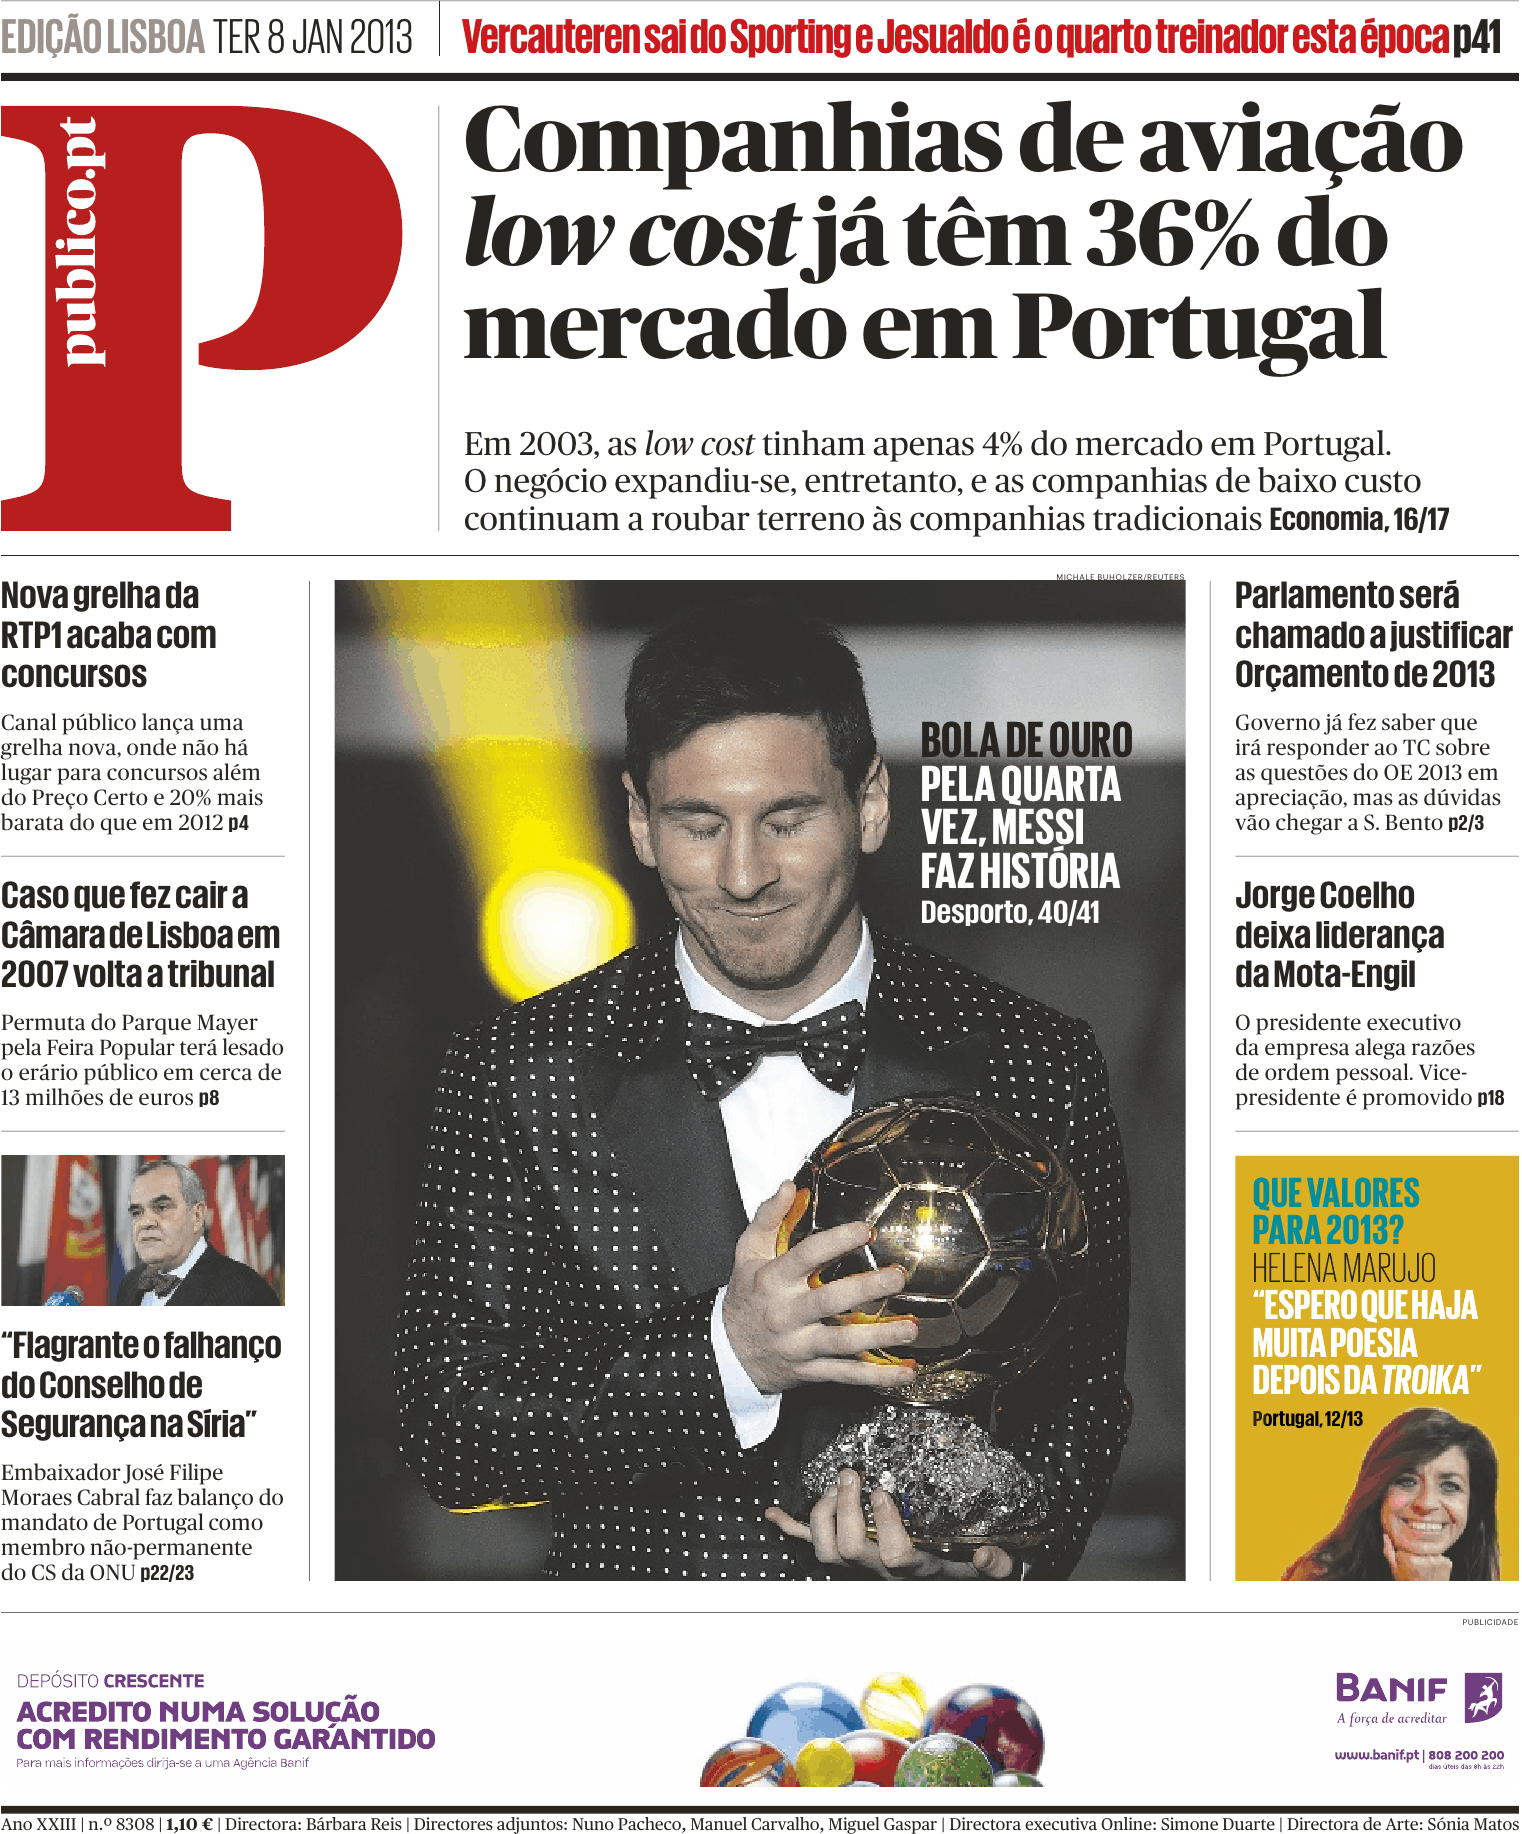 EDIÇÃO LISBOA TER 8 JAN 2013
Vercauteren sai do Sporting e Jesualdo é o quarto treinador esta época p41
publico.pt
P
Companhias de aviação
low cost já têm 36% do
mercado em Portugal
Em 2003, as low cost tinham apenas 4% do mercado em Portugal.
O negócio expandiu-se, entretanto, e as companhias de baixo custo
continuam a roubar terreno às companhias tradicionais Economia, 16/17
Nova grelha da
RTP1 acaba com
concursos
Canal público lança uma
grelha nova, onde não há
lugar para concursos além
do Preço Certo e 20% mais
barata do que em 2012 p4
Caso que fez cair a
Câmara de Lisboa em
2007 volta a tribunal
Permuta do Parque Mayer
pela Feira Popular terá lesado
o erário público em cerca de
13 milhões de euros p8
“Flagrante o falhanço
do Conselho de
Segurança na Síria”
Embaixador José Filipe
Moraes Cabral faz balanço do
mandato de Portugal como
membro não-permanente
do CS da ONU p22/23
MICHALE BUHOLZER/REUTERS
BOLA DE OURO
PELA QUARTA
VEZ, MESSI
FAZ HISTÓRIA
Desporto, 40/41
Parlamento será
chamado a justificar
Orçamento de 2013
Governo já fez saber que
irá responder ao TC sobre
as questões do OE 2013 em
apreciação, mas as dúvidas
vão chegar a S. Bento p2/3
Jorge Coelho
deixa liderança
da Mota-Engil
O presidente executivo
da empresa alega razões
de ordem pessoal. Vice-
presidente é promovido p18
QUE VALORES
PARA 2013?
HELENA MARUJO
“ESPERO QUE HAJA
MUITA POESIA
DEPOIS DA TROIKA”
Portugal, 12/13
PUBLICIDADE
DEPÓSITO CRESCENTE
ACREDITO NUMA SOLUÇÃO
COM RENDIMENTO GARANTIDO
Para mais informações dirija-se a uma Agência Banif
BANIF
A força de acreditar
www.banif.pt | 808 200 200
dias úteis das 8h às 22h
Ano XXIII | n.º 8308 | 1,10 € | Directora: Bárbara Reis | Directores adjuntos: Nuno Pacheco, Manuel Carvalho, Miguel Gaspar | Directora executiva Online: Simone Duarte | Directora de Arte: Sónia Matos